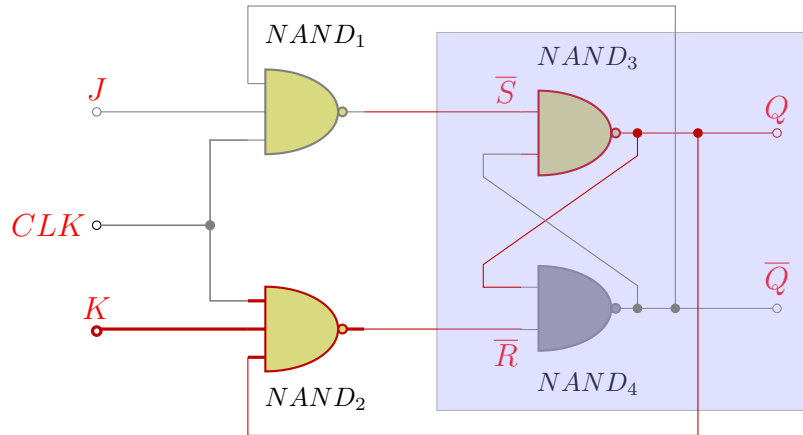 NAND₁
NAND₃
J
S̅
Q
CLK
K
Q̅
R̅
NAND₂
NAND₄